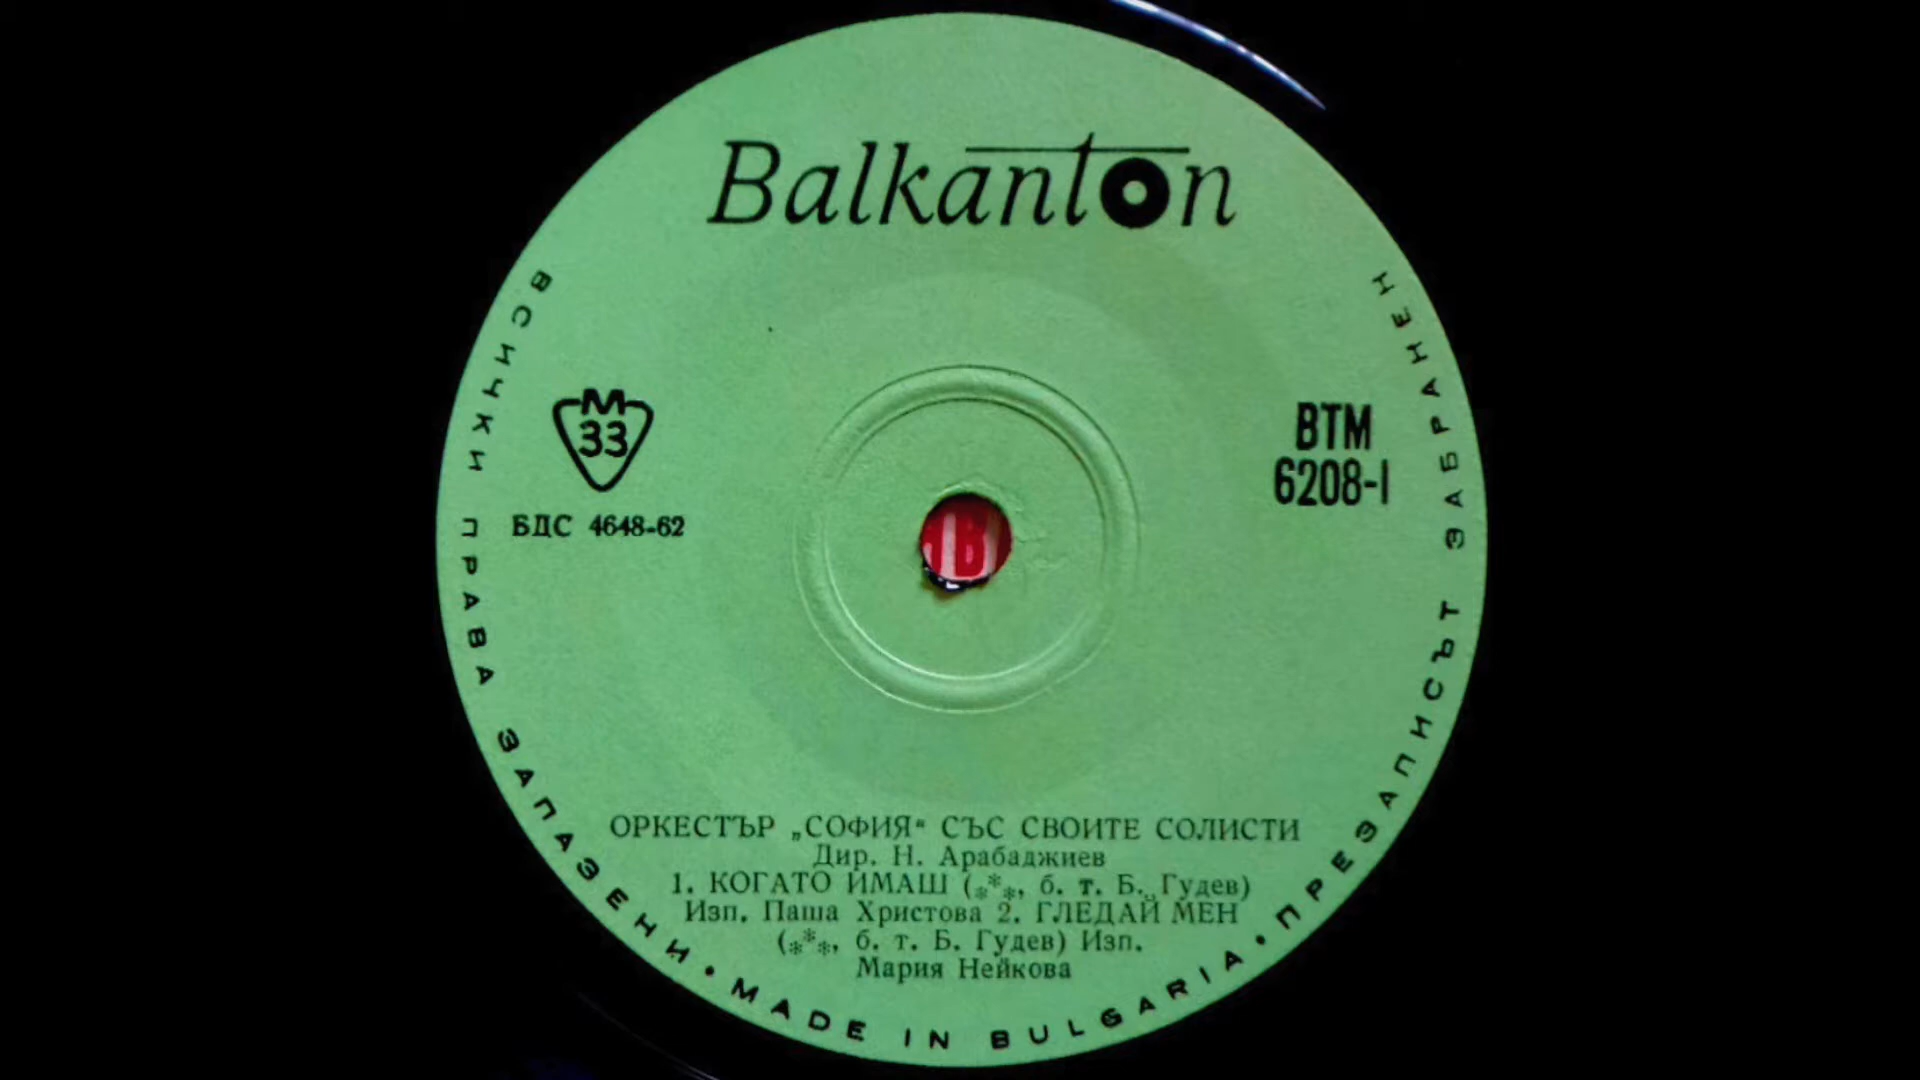 Balkanton
M
33
БДС 4648-62
ВТМ
6208-I
ОРКЕСТЪР „СОФИЯ“ СЪС СВОИТЕ СОЛИСТИ
Дир. Н. Арабаджиев
1. КОГАТО ИМАШ (***, б. т. Б. Гудев)
Изп. Паша Христова 2. ГЛЕДАЙ МЕН
(***, б. т. Б. Гудев) Изп.
Мария Нейкова
ВСИЧКИ ПРАВА ЗАПАЗЕНИ • MADE IN BULGARIA • ПРЕЗАПИСЪТ ЗАБРАНЕН